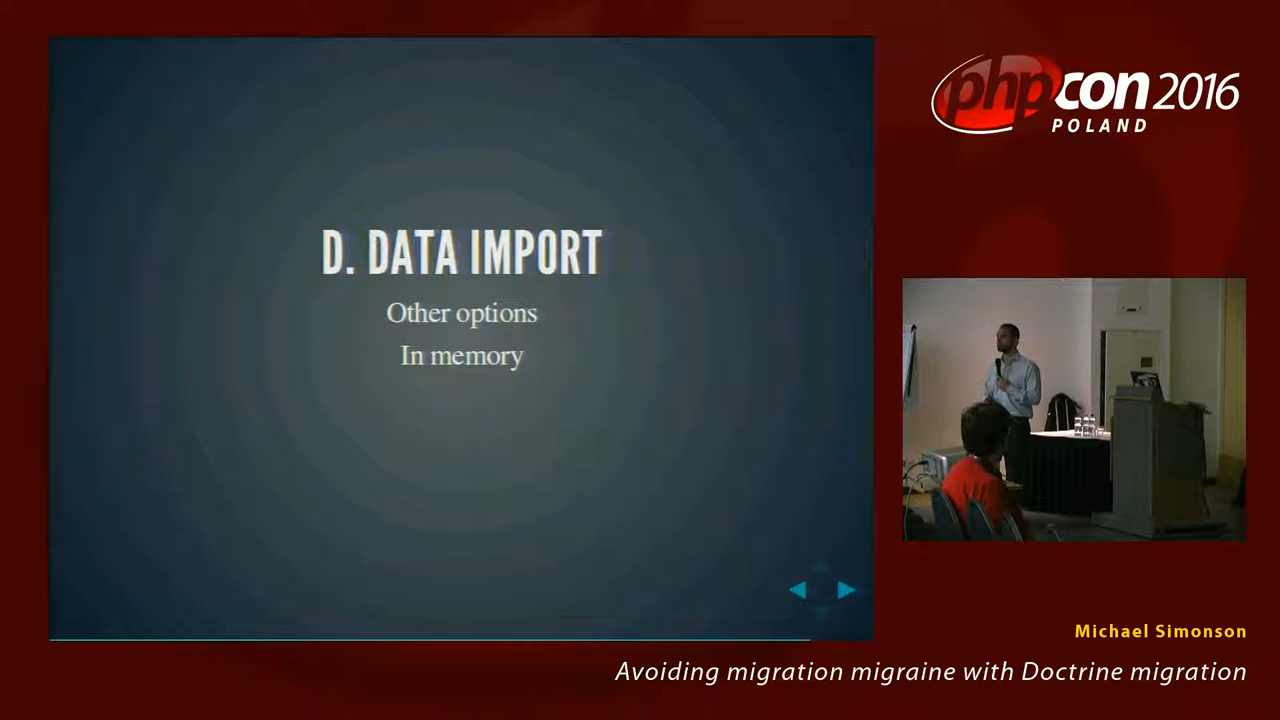 D. DATA IMPORT
Other options
In memory
phpcon 2016
POLAND
Michael Simonson
Avoiding migration migraine with Doctrine migration